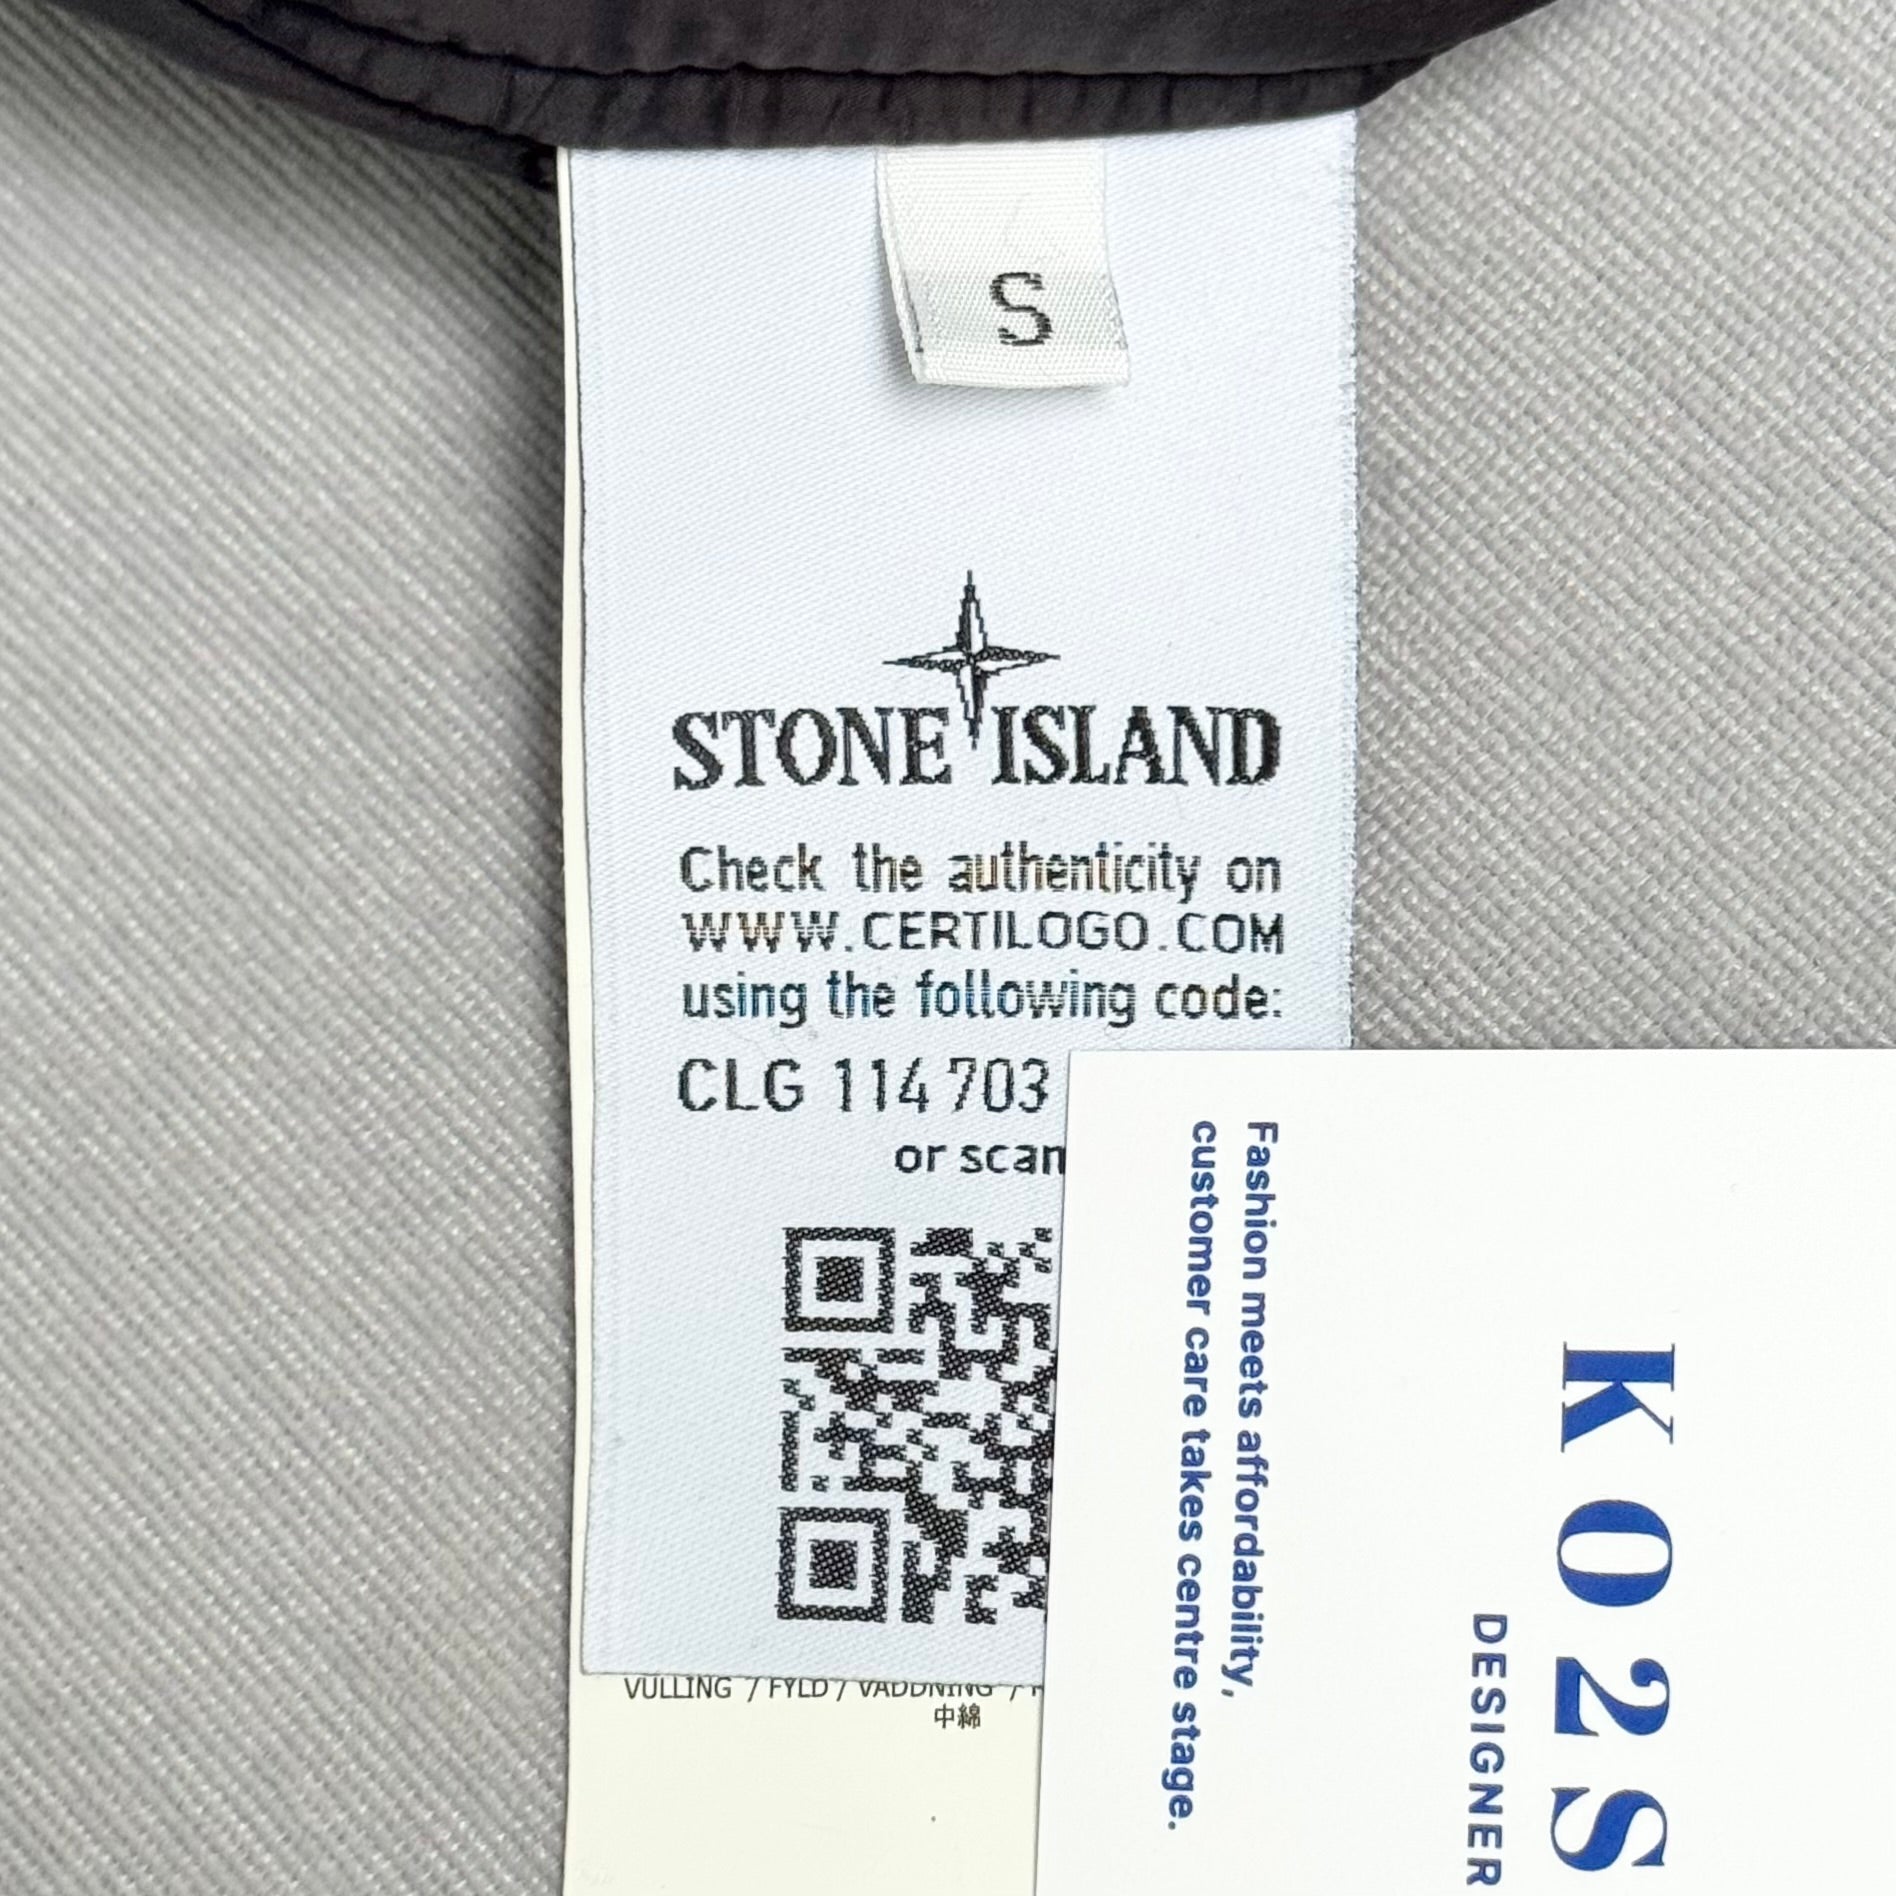 S
STONE ISLAND
Check the authenticity on
WWW.CERTILOGO.COM
using the following code:
CLG 114 703
or scan
VULLING / FYLD / VADDNING /
中綿
Fashion meets affordability,
customer care takes centre stage.
KO2S
DESIGNER